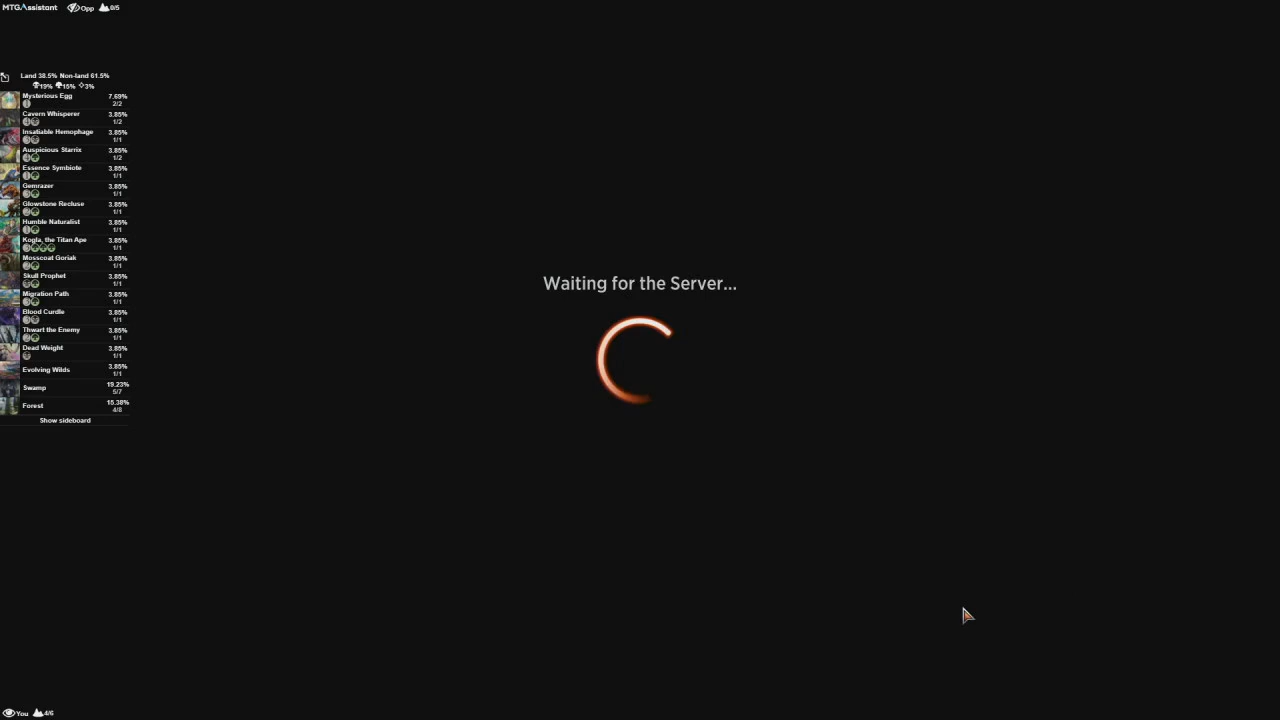 MTGAssistant Opp 0/5
Land 38.5% Non-land 61.5%
19% 15% 3%
Mysterious Egg 7.69%
2/2
Cavern Whisperer 3.85%
1/2
Insatiable Hemophage 3.85%
1/1
Auspicious Starrix 3.85%
1/2
Essence Symbiote 3.85%
1/1
Gemrazer 3.85%
1/1
Glowstone Recluse 3.85%
1/1
Humble Naturalist 3.85%
1/1
Kogla, the Titan Ape 3.85%
1/1
Mosscoat Goriak 3.85%
1/1
Skull Prophet 3.85%
1/1
Migration Path 3.85%
1/1
Blood Curdle 3.85%
1/1
Thwart the Enemy 3.85%
1/1
Dead Weight 3.85%
1/1
Evolving Wilds 3.85%
1/1
Swamp 19.23%
5/7
Forest 15.38%
4/8
Show sideboard
Waiting for the Server...
You 4/6